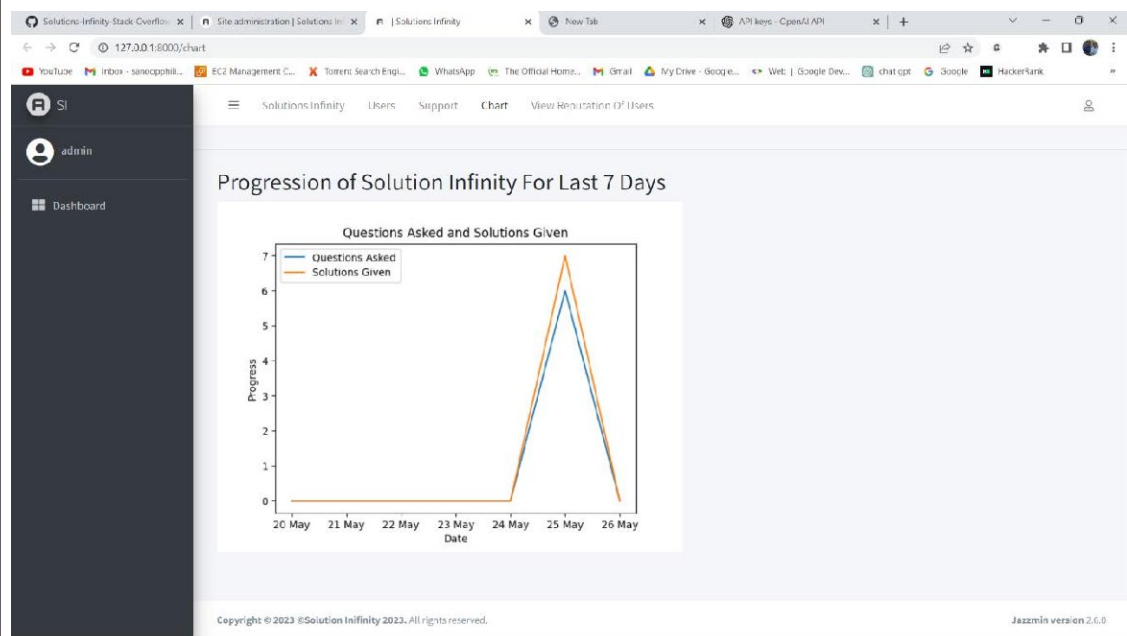 Solutions-Infinity-Stack Overflow
Site administration | Solutions In
| Solutions Infinity
New Tab
API keys - OpenAI API
127.0.0.1:8000/chart
YouTube
EC2 Management C...
Torrent Search Engi...
WhatsApp
The Official Home...
Gmail
My Drive - Google...
Web | Google Dev...
chat gpt
Google
HackerRank
SI
Solutions Infinity
Users
Support
Chart
View Reputation Of Users
admin
Dashboard
Progression of Solution Infinity For Last 7 Days
Questions Asked and Solutions Given
Questions Asked
Solutions Given
7
6
5
4
3
2
1
0
Progress
20 May 21 May 22 May 23 May 24 May 25 May 26 May
Date
Copyright © 2023 ©Solution Inifinity 2023. All rights reserved.
Jazzmin version 2.6.0